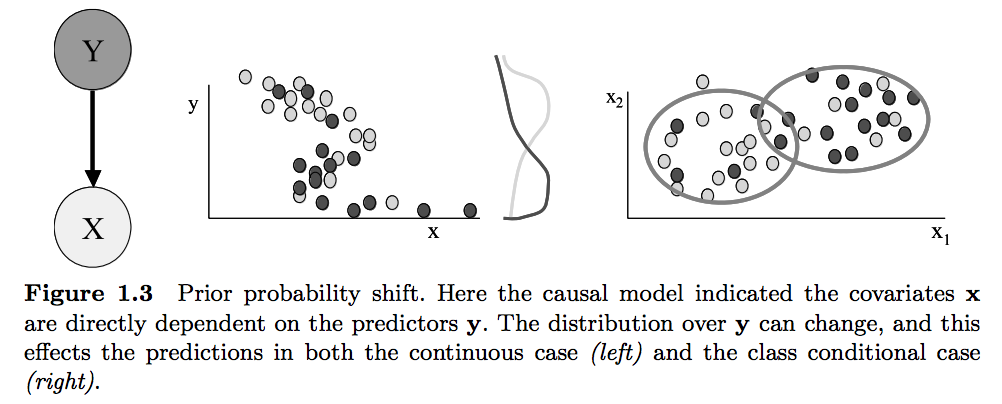 Y
X
y
x
x2
x1
Figure 1.3 Prior probability shift. Here the causal model indicated the covariates x
are directly dependent on the predictors y. The distribution over y can change, and this
effects the predictions in both the continuous case (left) and the class conditional case
(right).